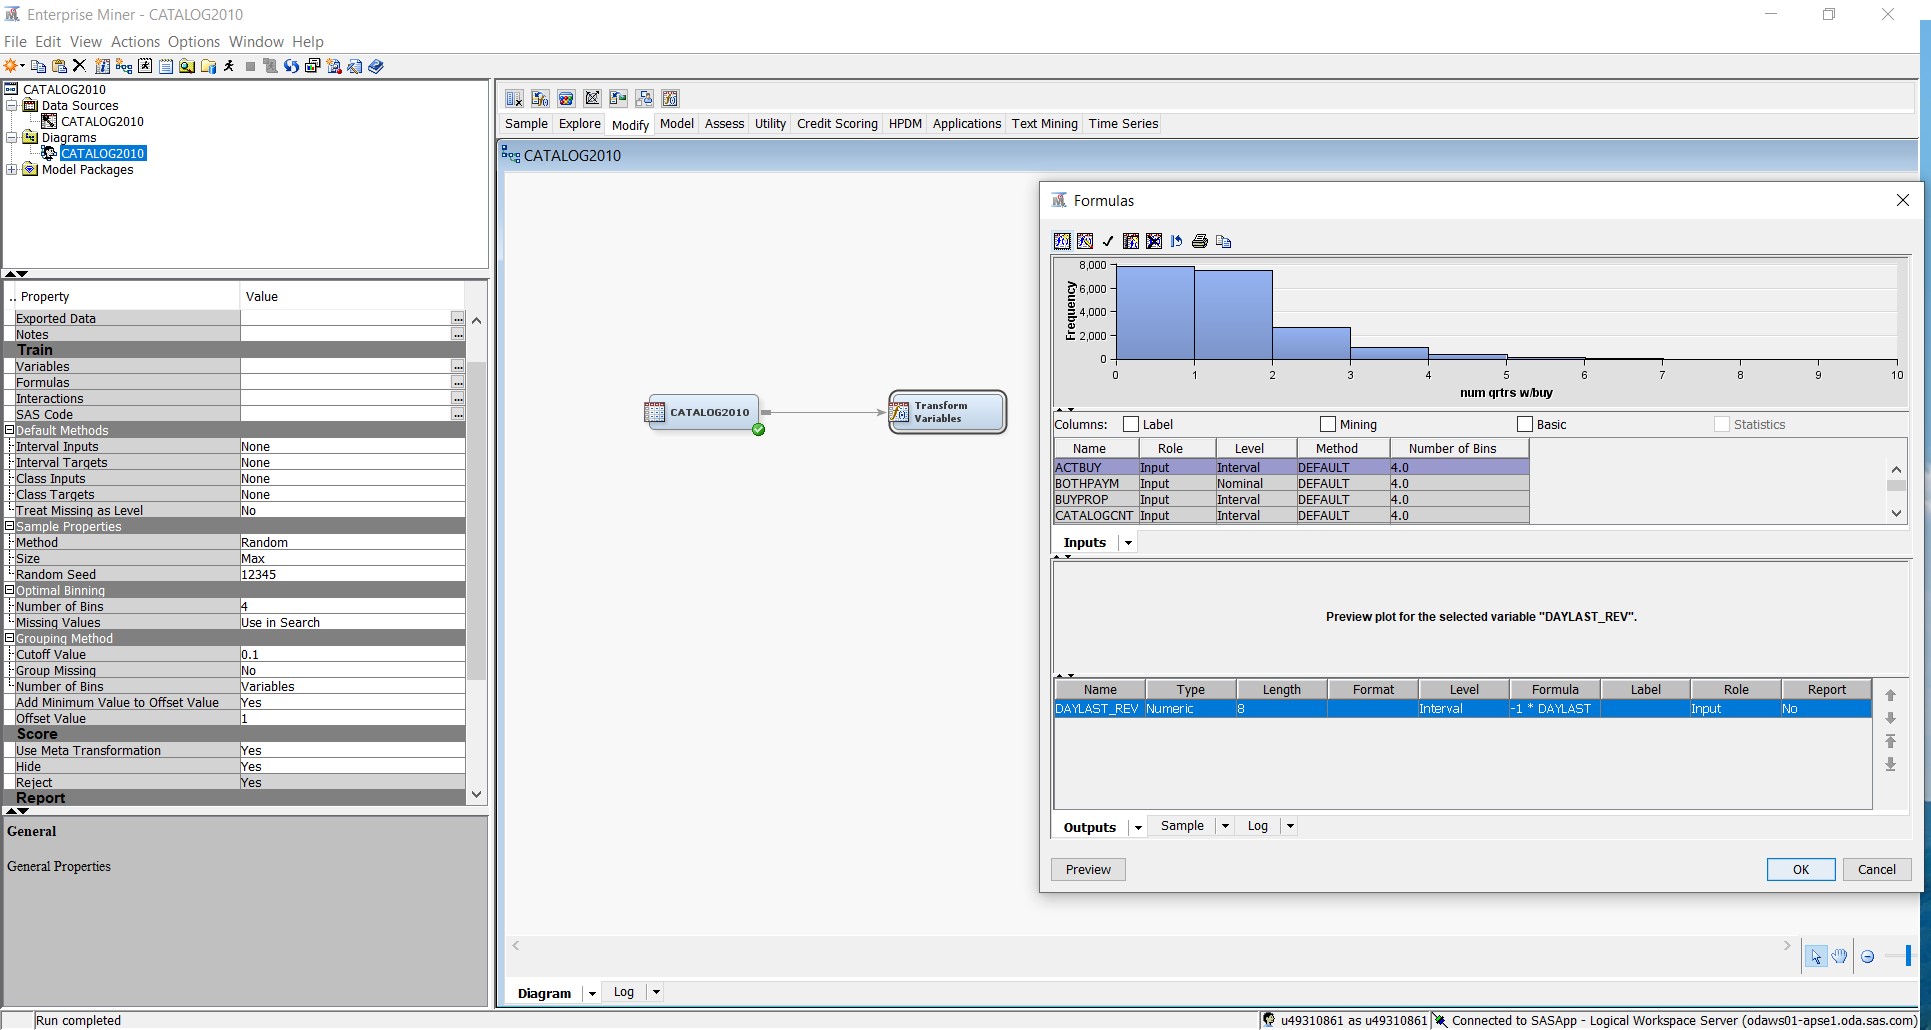 Enterprise Miner - CATALOG2010
File Edit View Actions Options Window Help
CATALOG2010
Data Sources
CATALOG2010
Diagrams
CATALOG2010
Model Packages
.. Property Value
Exported Data ...
Notes ...
Train
Variables ...
Formulas ...
Interactions ...
SAS Code ...
Default Methods
Interval Inputs None
Interval Targets None
Class Inputs None
Class Targets None
Treat Missing as Level No
Sample Properties
Method Random
Size Max
Random Seed 12345
Optimal Binning
Number of Bins 4
Missing Values Use in Search
Grouping Method
Cutoff Value 0.1
Group Missing No
Number of Bins Variables
Add Minimum Value to Offset Value Yes
Offset Value 1
Score
Use Meta Transformation Yes
Hide Yes
Reject Yes
Report
General
General Properties
Sample Explore Modify Model Assess Utility Credit Scoring HPDM Applications Text Mining Time Series
CATALOG2010
CATALOG2010
Transform
Variables
Formulas
Frequency
8,000
6,000
4,000
2,000
0
0 1 2 3 4 5 6 7 8 9 10
num qrtrs w/buy
Columns: Label Mining Basic Statistics
Name Role Level Method Number of Bins
ACTBUY Input Interval DEFAULT 4.0
BOTHPAYM Input Nominal DEFAULT 4.0
BUYPROP Input Interval DEFAULT 4.0
CATALOGCNT Input Interval DEFAULT 4.0
Inputs
Preview plot for the selected variable "DAYLAST_REV".
Name Type Length Format Level Formula Label Role Report
DAYLAST_REV Numeric 8 Interval -1 * DAYLAST Input No
Outputs Sample Log
Preview OK Cancel
Diagram Log
Run completed
u49310861 as u49310861 Connected to SASApp - Logical Workspace Server (odaws01-apse1.oda.sas.com)